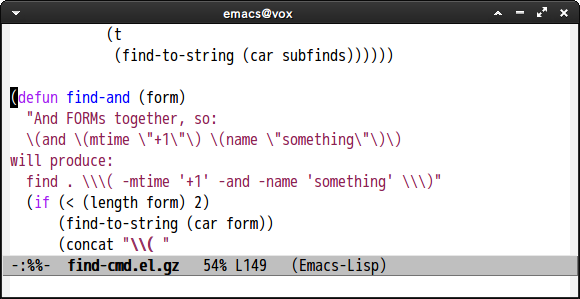 emacs@vox
(t
(find-to-string (car subfinds))))))
(defun find-and (form)
"And FORMs together, so:
\(and \(mtime \"+1\"\) \(name \"something\"\)\)
will produce:
find . \\\( -mtime '+1' -and -name 'something' \\\)"
(if (< (length form) 2)
(find-to-string (car form))
(concat "\\( "
-:%%-  find-cmd.el.gz   54% L149   (Emacs-Lisp)